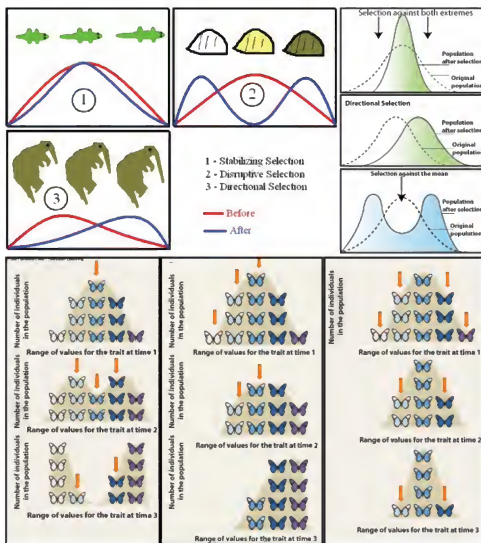 1
2
Selection against both extremes
Population
after selection
Original
population
Directional Selection
Population
after selection
Original
population
3
1 - Stabilizing Selection
2 - Disruptive Selection
3 - Directional Selection
Before
After
Selection against the mean
Population
after selection
Original
population
Number of individuals
in the population
Range of values for the trait at time 1
Number of individuals
in the population
Range of values for the trait at time 2
Number of individuals
in the population
Range of values for the trait at time 3
Number of individuals
in the population
Range of values for the trait at time 1
Number of individuals
in the population
Range of values for the trait at time 2
Number of individuals
in the population
Range of values for the trait at time 3
Number of individuals
in the population
Range of values for the trait at time 1
Range of values for the trait at time 2
Range of values for the trait at time 3